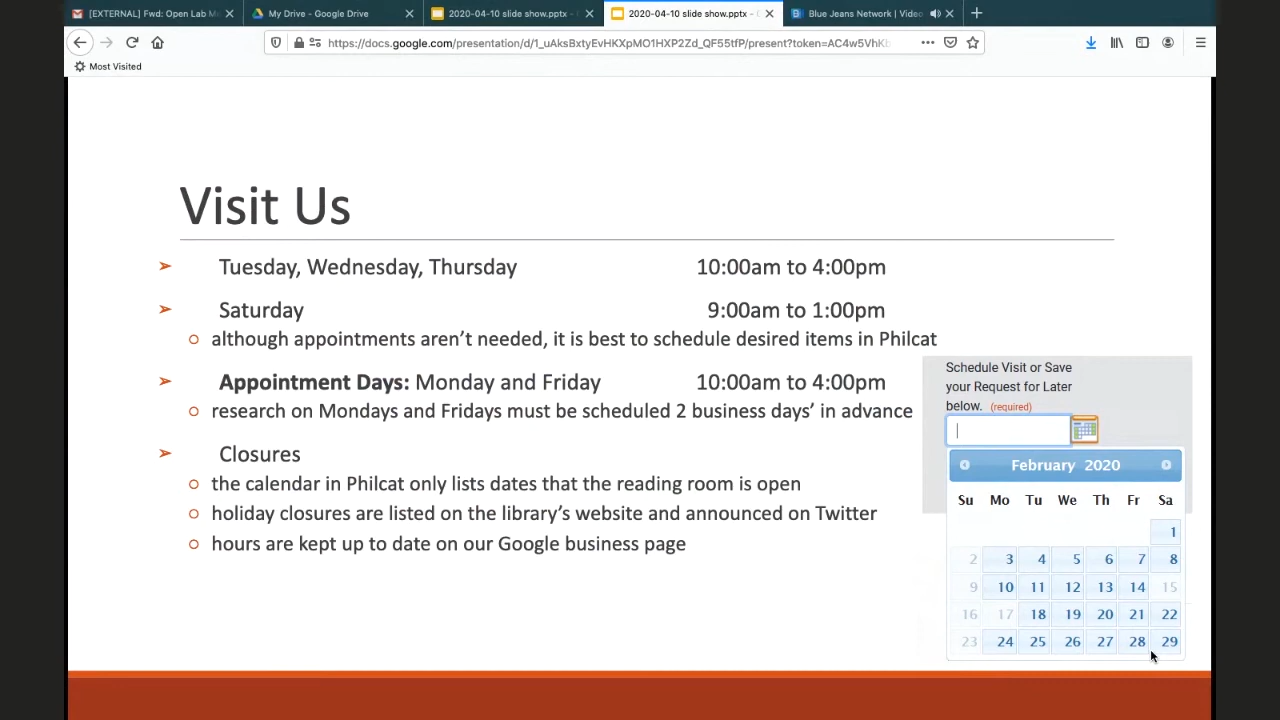 [EXTERNAL] Fwd: Open Lab M
My Drive - Google Drive
2020-04-10 slide show.pptx -
2020-04-10 slide show.pptx -
Blue Jeans Network | Video
https://docs.google.com/presentation/d/1_uAksBxtyEvHKXpMO1HXP2Zd_QF55tfP/present?token=AC4w5VhKb
Most Visited
Visit Us
Tuesday, Wednesday, Thursday 10:00am to 4:00pm
Saturday 9:00am to 1:00pm
although appointments aren’t needed, it is best to schedule desired items in Philcat
Appointment Days: Monday and Friday 10:00am to 4:00pm
research on Mondays and Fridays must be scheduled 2 business days’ in advance
Closures
the calendar in Philcat only lists dates that the reading room is open
holiday closures are listed on the library’s website and announced on Twitter
hours are kept up to date on our Google business page
Schedule Visit or Save
your Request for Later
below. (required)
February 2020
Su Mo Tu We Th Fr Sa
1
2 3 4 5 6 7 8
9 10 11 12 13 14 15
16 17 18 19 20 21 22
23 24 25 26 27 28 29